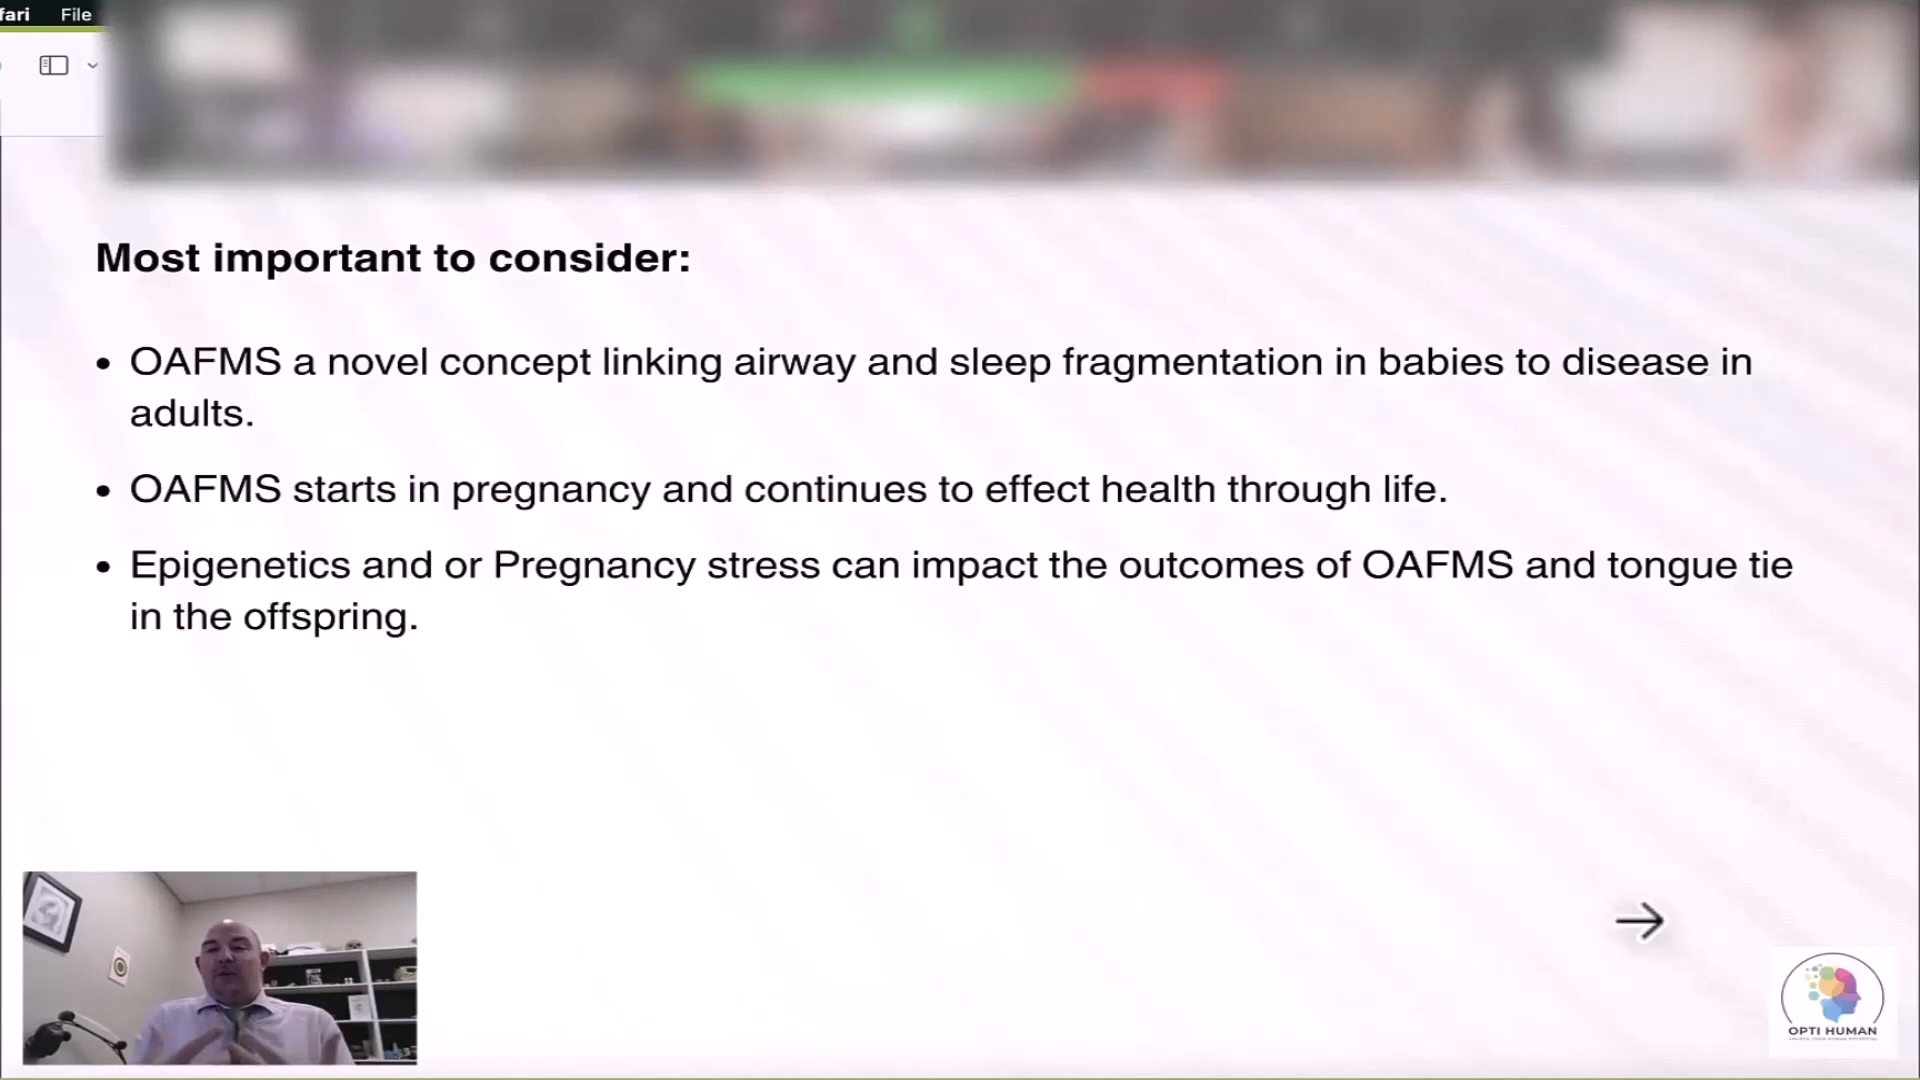 fari File
Most important to consider:
• OAFMS a novel concept linking airway and sleep fragmentation in babies to disease in
adults.
• OAFMS starts in pregnancy and continues to effect health through life.
• Epigenetics and or Pregnancy stress can impact the outcomes of OAFMS and tongue tie
in the offspring.
OPTI HUMAN